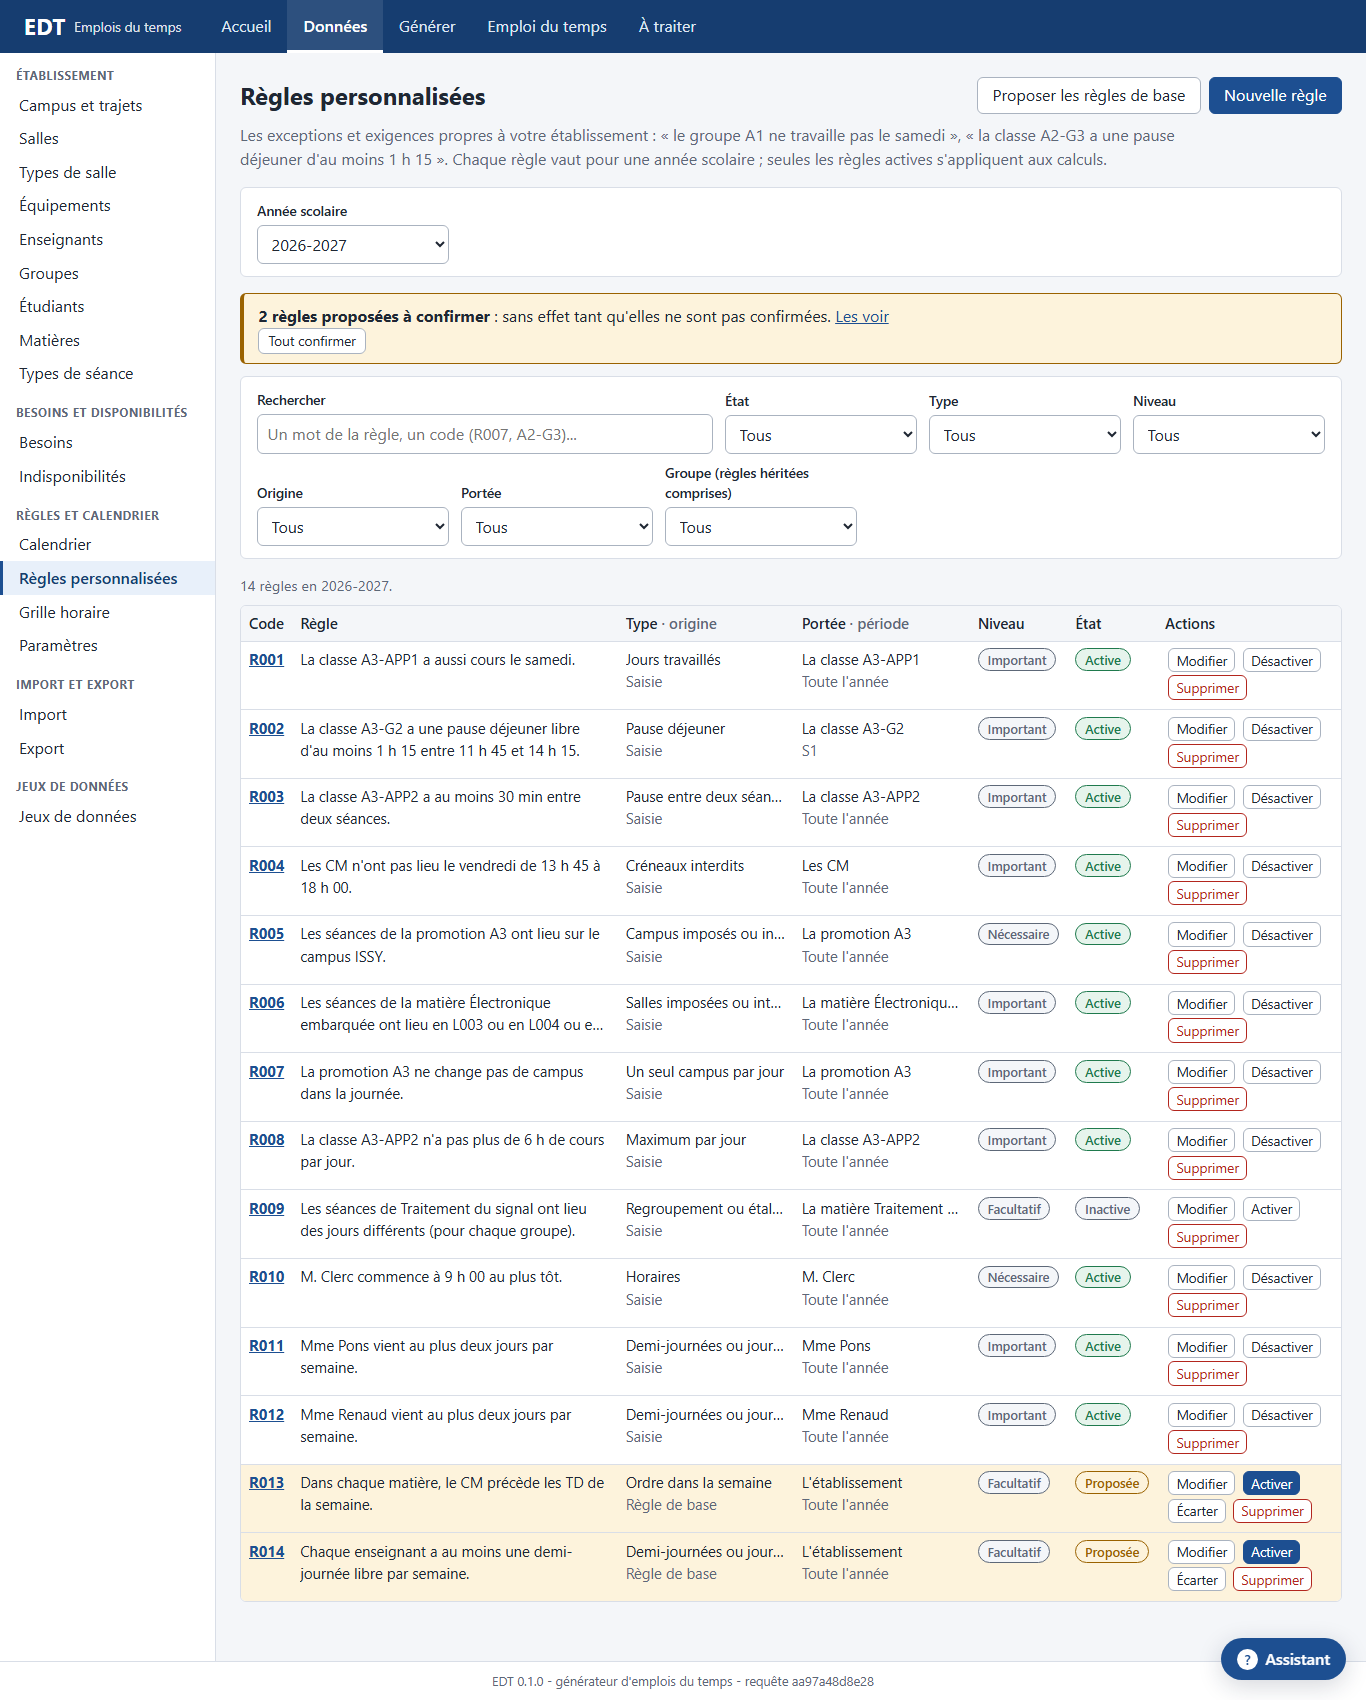 EDT Emplois du temps Accueil Données Générer Emploi du temps À traiter
ÉTABLISSEMENT
Campus et trajets
Salles
Types de salle
Équipements
Enseignants
Groupes
Étudiants
Matières
Types de séance
BESOINS ET DISPONIBILITÉS
Besoins
Indisponibilités
RÈGLES ET CALENDRIER
Calendrier
Règles personnalisées
Grille horaire
Paramètres
IMPORT ET EXPORT
Import
Export
JEUX DE DONNÉES
Jeux de données
Règles personnalisées
Proposer les règles de base Nouvelle règle
Les exceptions et exigences propres à votre établissement : « le groupe A1 ne travaille pas le samedi », « la classe A2-G3 a une pause
déjeuner d'au moins 1 h 15 ». Chaque règle vaut pour une année scolaire ; seules les règles actives s'appliquent aux calculs.
Année scolaire
2026-2027
2 règles proposées à confirmer : sans effet tant qu'elles ne sont pas confirmées. Les voir
Tout confirmer
Rechercher État Type Niveau
Un mot de la règle, un code (R007, A2-G3)... Tous Tous Tous
Origine Portée Groupe (règles héritées
comprises)
Tous Tous Tous
14 règles en 2026-2027.
Code Règle Type · origine Portée · période Niveau État Actions
R001 La classe A3-APP1 a aussi cours le samedi. Jours travaillés La classe A3-APP1 Important Active Modifier Désactiver
Saisie Toute l'année Supprimer
R002 La classe A3-G2 a une pause déjeuner libre Pause déjeuner La classe A3-G2 Important Active Modifier Désactiver
d'au moins 1 h 15 entre 11 h 45 et 14 h 15. Saisie S1 Supprimer
R003 La classe A3-APP2 a au moins 30 min entre Pause entre deux séan... La classe A3-APP2 Important Active Modifier Désactiver
deux séances. Saisie Toute l'année Supprimer
R004 Les CM n'ont pas lieu le vendredi de 13 h 45 à Créneaux interdits Les CM Important Active Modifier Désactiver
18 h 00. Saisie Toute l'année Supprimer
R005 Les séances de la promotion A3 ont lieu sur le Campus imposés ou in... La promotion A3 Nécessaire Active Modifier Désactiver
campus ISSY. Saisie Toute l'année Supprimer
R006 Les séances de la matière Électronique Salles imposées ou int... La matière Électroniqu... Important Active Modifier Désactiver
embarquée ont lieu en L003 ou en L004 ou e... Saisie Toute l'année Supprimer
R007 La promotion A3 ne change pas de campus Un seul campus par jour La promotion A3 Important Active Modifier Désactiver
dans la journée. Saisie Toute l'année Supprimer
R008 La classe A3-APP2 n'a pas plus de 6 h de cours Maximum par jour La classe A3-APP2 Important Active Modifier Désactiver
par jour. Saisie Toute l'année Supprimer
R009 Les séances de Traitement du signal ont lieu Regroupement ou étal... La matière Traitement ... Facultatif Inactive Modifier Activer
des jours différents (pour chaque groupe). Saisie Toute l'année Supprimer
R010 M. Clerc commence à 9 h 00 au plus tôt. Horaires M. Clerc Nécessaire Active Modifier Désactiver
Saisie Toute l'année Supprimer
R011 Mme Pons vient au plus deux jours par Demi-journées ou jour... Mme Pons Important Active Modifier Désactiver
semaine. Saisie Toute l'année Supprimer
R012 Mme Renaud vient au plus deux jours par Demi-journées ou jour... Mme Renaud Important Active Modifier Désactiver
semaine. Saisie Toute l'année Supprimer
R013 Dans chaque matière, le CM précède les TD de Ordre dans la semaine L'établissement Facultatif Proposée Modifier Activer
la semaine. Règle de base Toute l'année Écarter Supprimer
R014 Chaque enseignant a au moins une demi- Demi-journées ou jour... L'établissement Facultatif Proposée Modifier Activer
journée libre par semaine. Règle de base Toute l'année Écarter Supprimer
? Assistant
EDT 0.1.0 - générateur d'emplois du temps - requête aa97a48d8e28